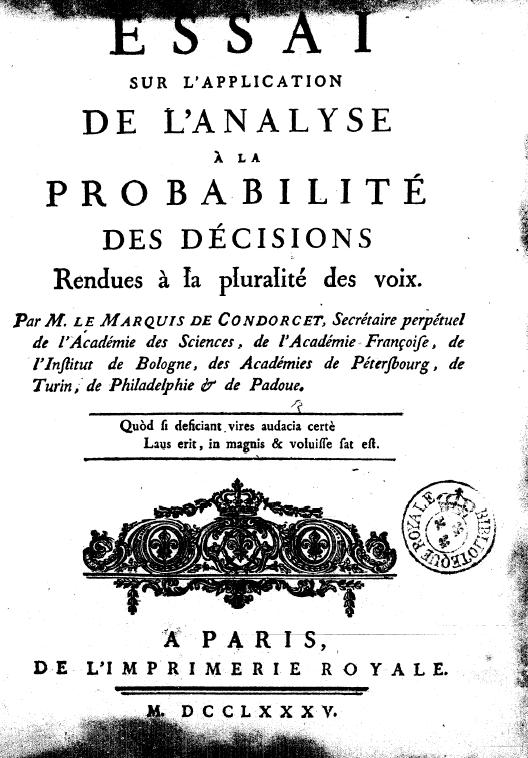 ESSAI
SUR L'APPLICATION
DE L'ANALYSE
À LA
PROBABILITÉ
DES DÉCISIONS
Rendues à la pluralité des voix.
Par M. LE MARQUIS DE CONDORCET, Secrétaire perpétuel
de l'Académie des Sciences, de l'Académie Françoiſe, de
l'Inſtitut de Bologne, des Académies de Péterſbourg, de
Turin, de Philadelphie & de Padoue.
Quòd ſi deficiant vires audacia certè
Laus erit, in magnis & voluiſſe ſat eſt.
BIBLIOTEQUE ROYALE
A PARIS,
DE L'IMPRIMERIE ROYALE.
M. DCCLXXXV.